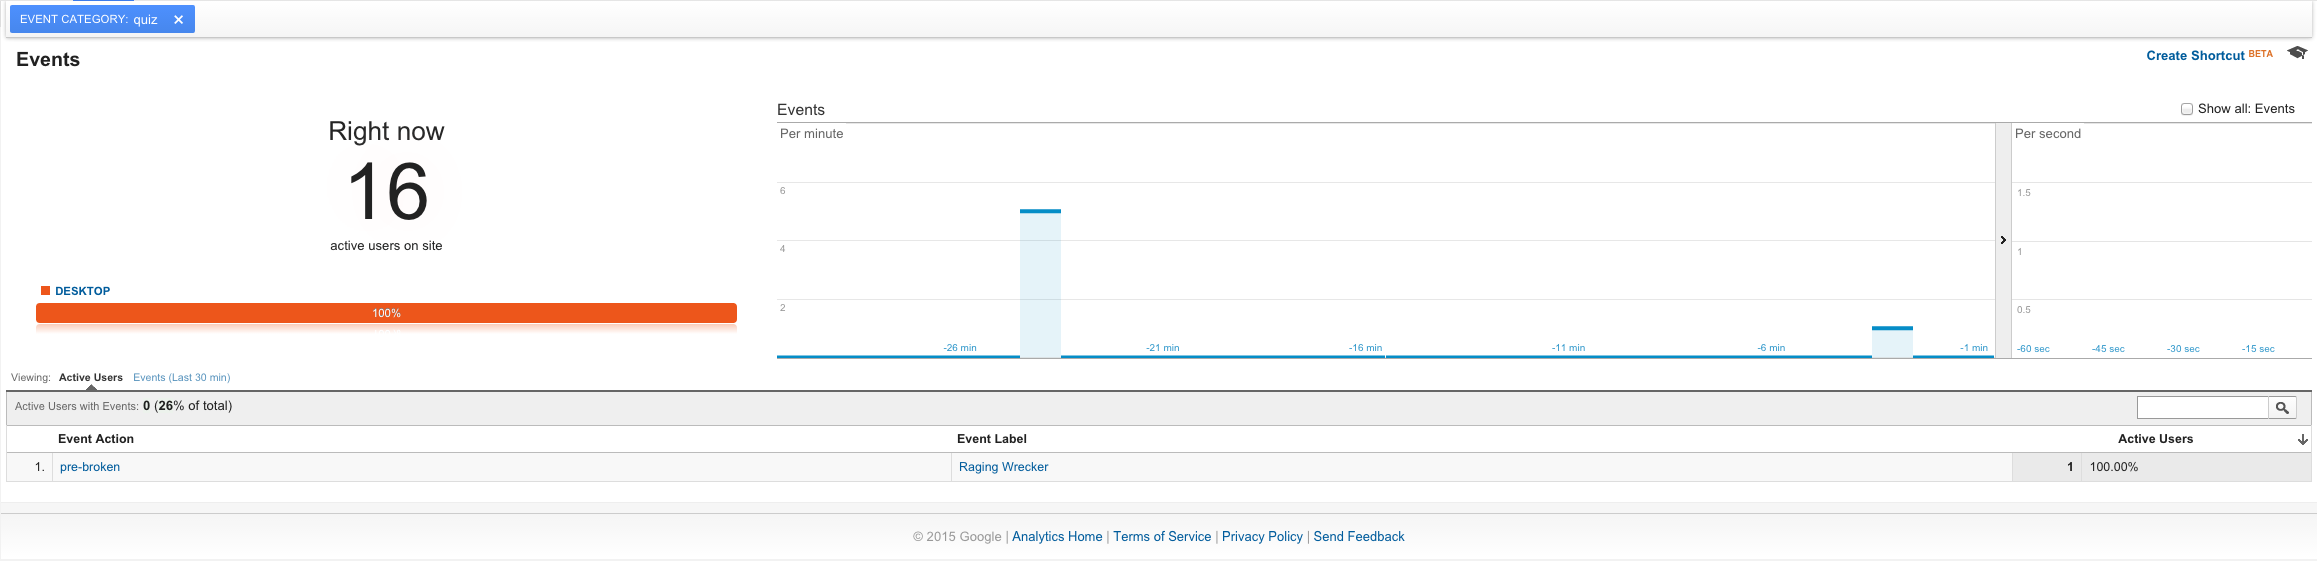 EVENT CATEGORY: quiz ×
Events
Create Shortcut BETA
Right now
16
active users on site
DESKTOP
100%
Events
Show all: Events
Per minute
6
4
2
-26 min -21 min -16 min -11 min -6 min -1 min
Per second
1.5
1
0.5
-60 sec -45 sec -30 sec -15 sec
Viewing: Active Users Events (Last 30 min)
Active Users with Events: 0 (26% of total)
Event Action Event Label Active Users
1. pre-broken Raging Wrecker 1 100.00%
© 2015 Google | Analytics Home | Terms of Service | Privacy Policy | Send Feedback